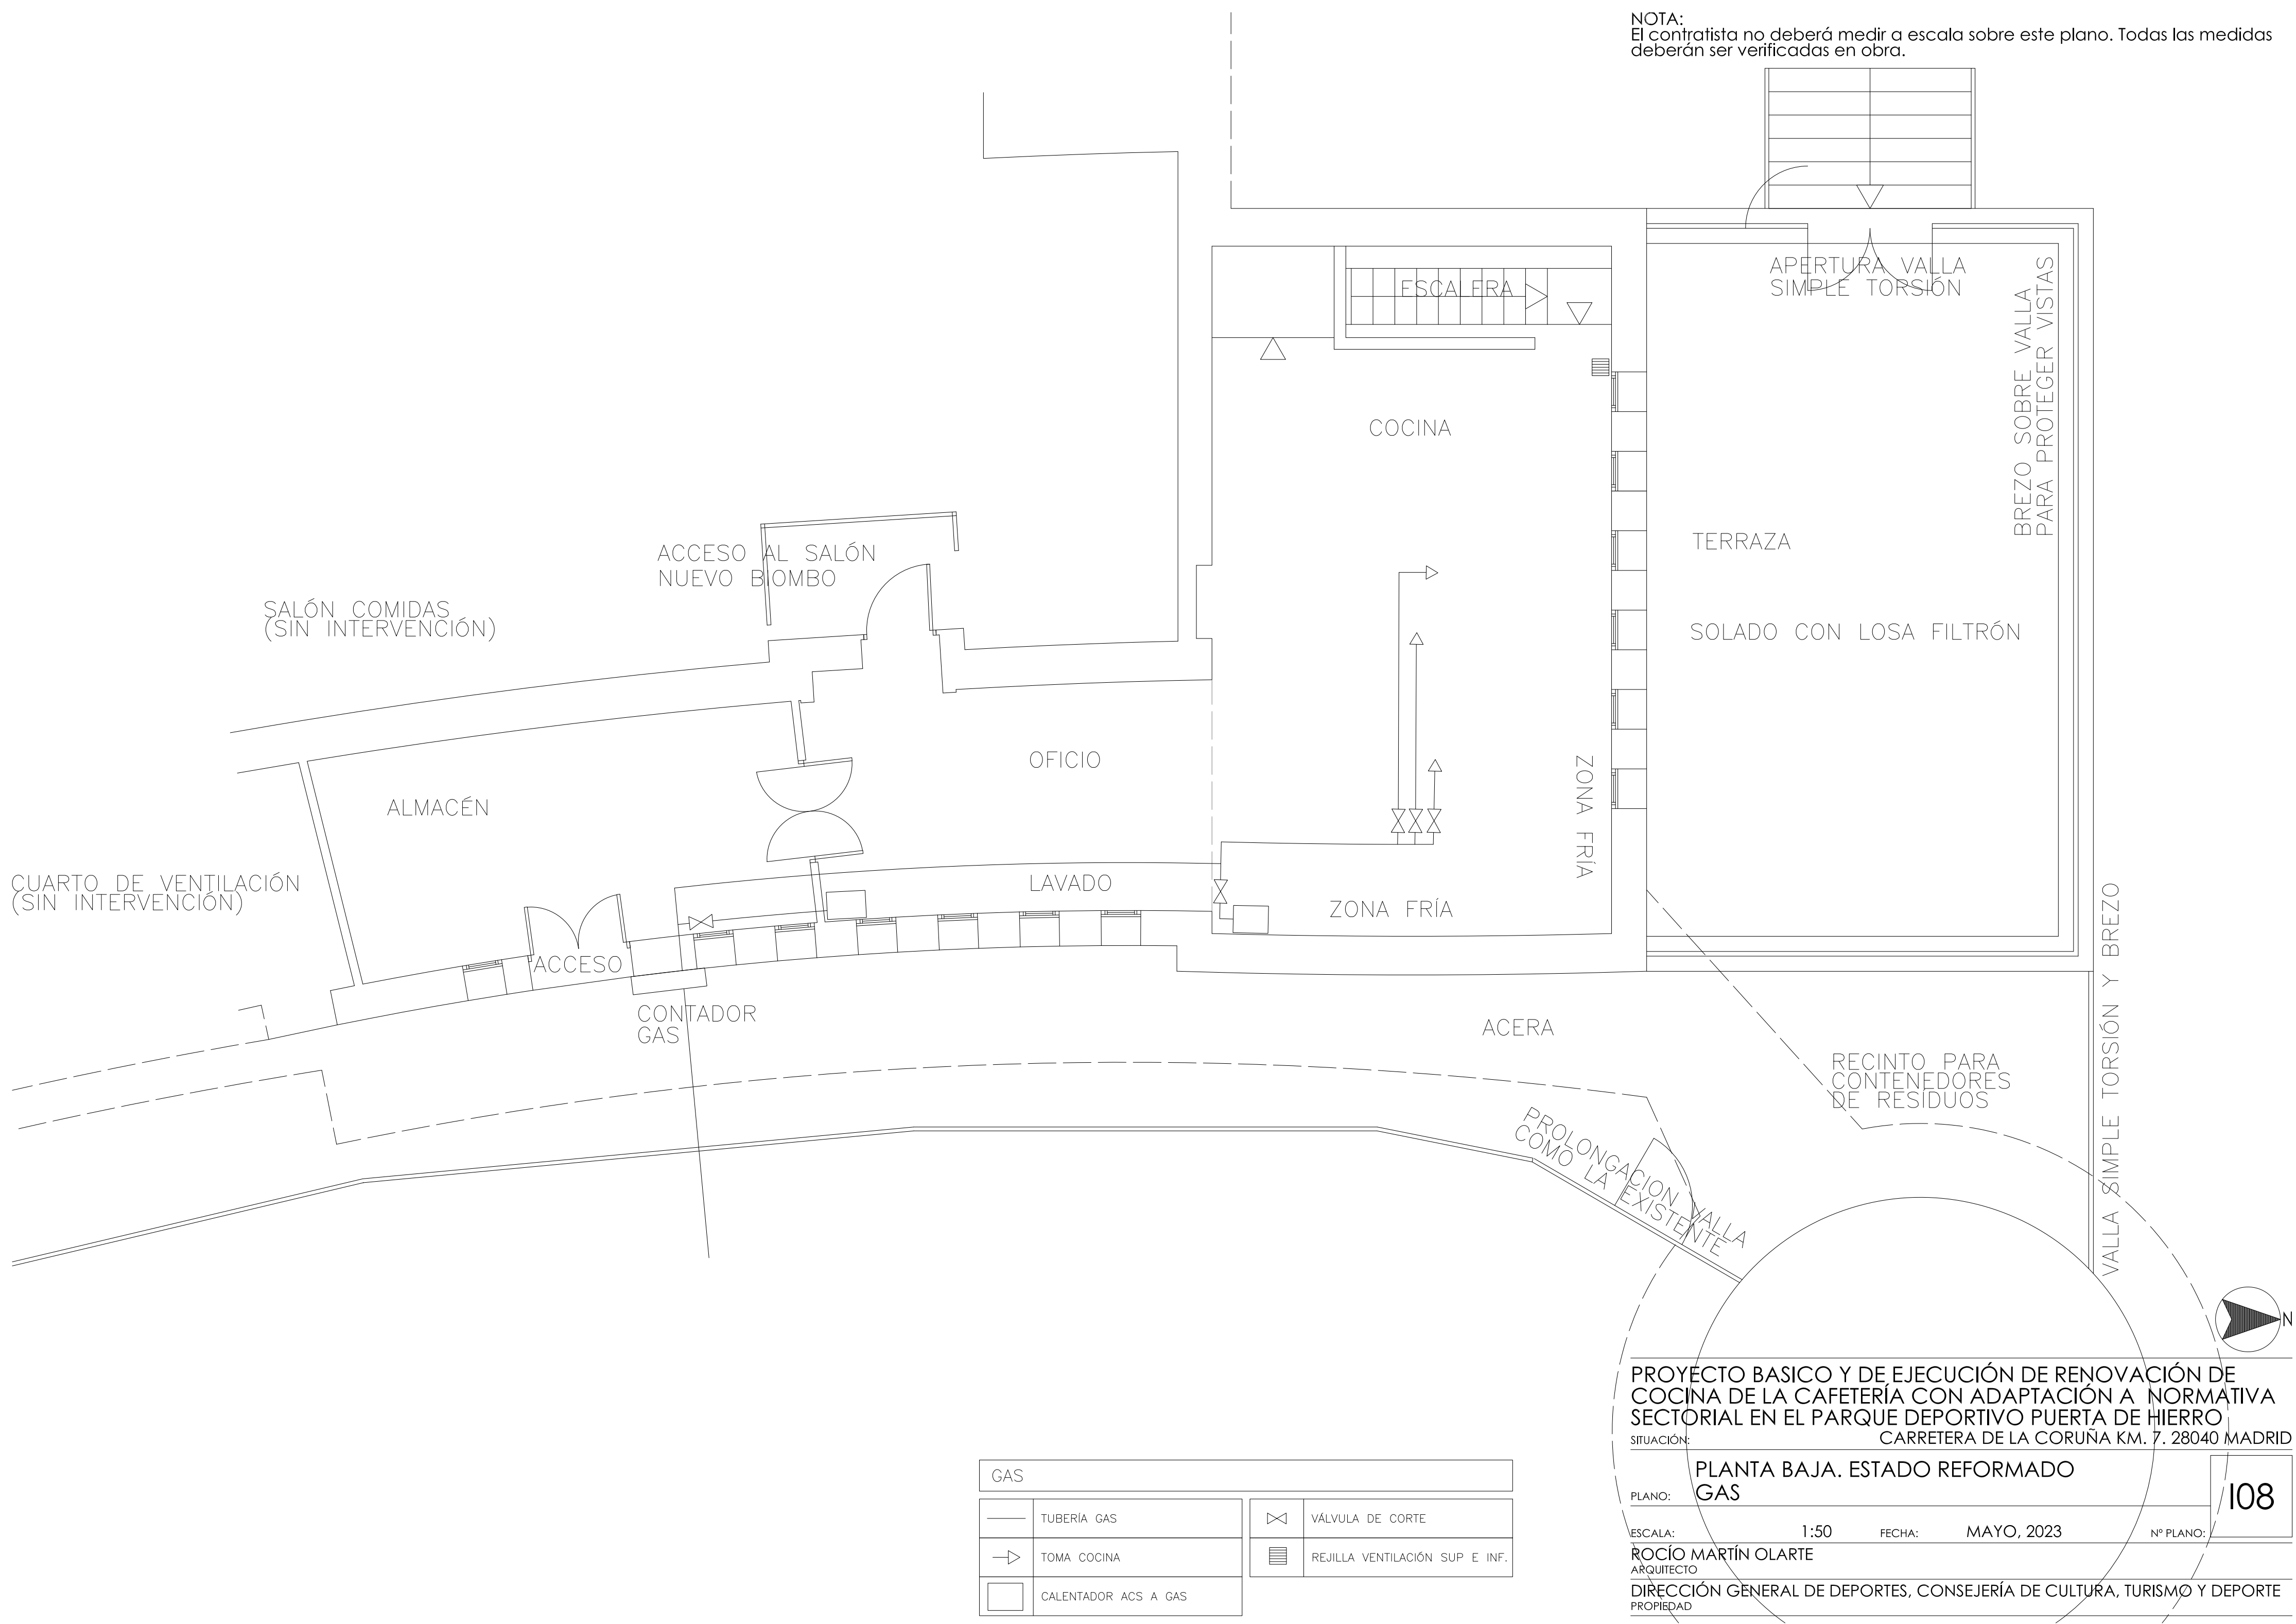 NOTA:
El contratista no deberá medir a escala sobre este plano. Todas las medidas
deberán ser verificadas en obra.
APERTURA VALLA
SIMPLE TORSIÓN
ESCALERA
BREZO SOBRE VALLA
PARA PROTEGER VISTAS
COCINA
ACCESO AL SALÓN
NUEVO BIOMBO
TERRAZA
SALÓN COMIDAS
(SIN INTERVENCIÓN)
SOLADO CON LOSA FILTRÓN
OFICIO
ALMACÉN
ZONA FRÍA
CUARTO DE VENTILACIÓN
(SIN INTERVENCIÓN)
LAVADO
ZONA FRÍA
ACCESO
CONTADOR
GAS
ACERA
RECINTO PARA
CONTENEDORES
DE RESIDUOS
VALLA SIMPLE TORSIÓN Y BREZO
PROLONGACION VALLA
COMO LA EXISTENTE
N
PROYECTO BASICO Y DE EJECUCIÓN DE RENOVACIÓN DE
COCINA DE LA CAFETERÍA CON ADAPTACIÓN A NORMATIVA
SECTORIAL EN EL PARQUE DEPORTIVO PUERTA DE HIERRO
SITUACIÓN: CARRETERA DE LA CORUÑA KM. 7. 28040 MADRID
PLANTA BAJA. ESTADO REFORMADO
PLANO: GAS
I08
ESCALA: 1:50 FECHA: MAYO, 2023 Nº PLANO:
ROCÍO MARTÍN OLARTE
ARQUITECTO
DIRECCIÓN GENERAL DE DEPORTES, CONSEJERÍA DE CULTURA, TURISMO Y DEPORTE
PROPIEDAD
GAS
TUBERÍA GAS
VÁLVULA DE CORTE
TOMA COCINA
REJILLA VENTILACIÓN SUP E INF.
CALENTADOR ACS A GAS